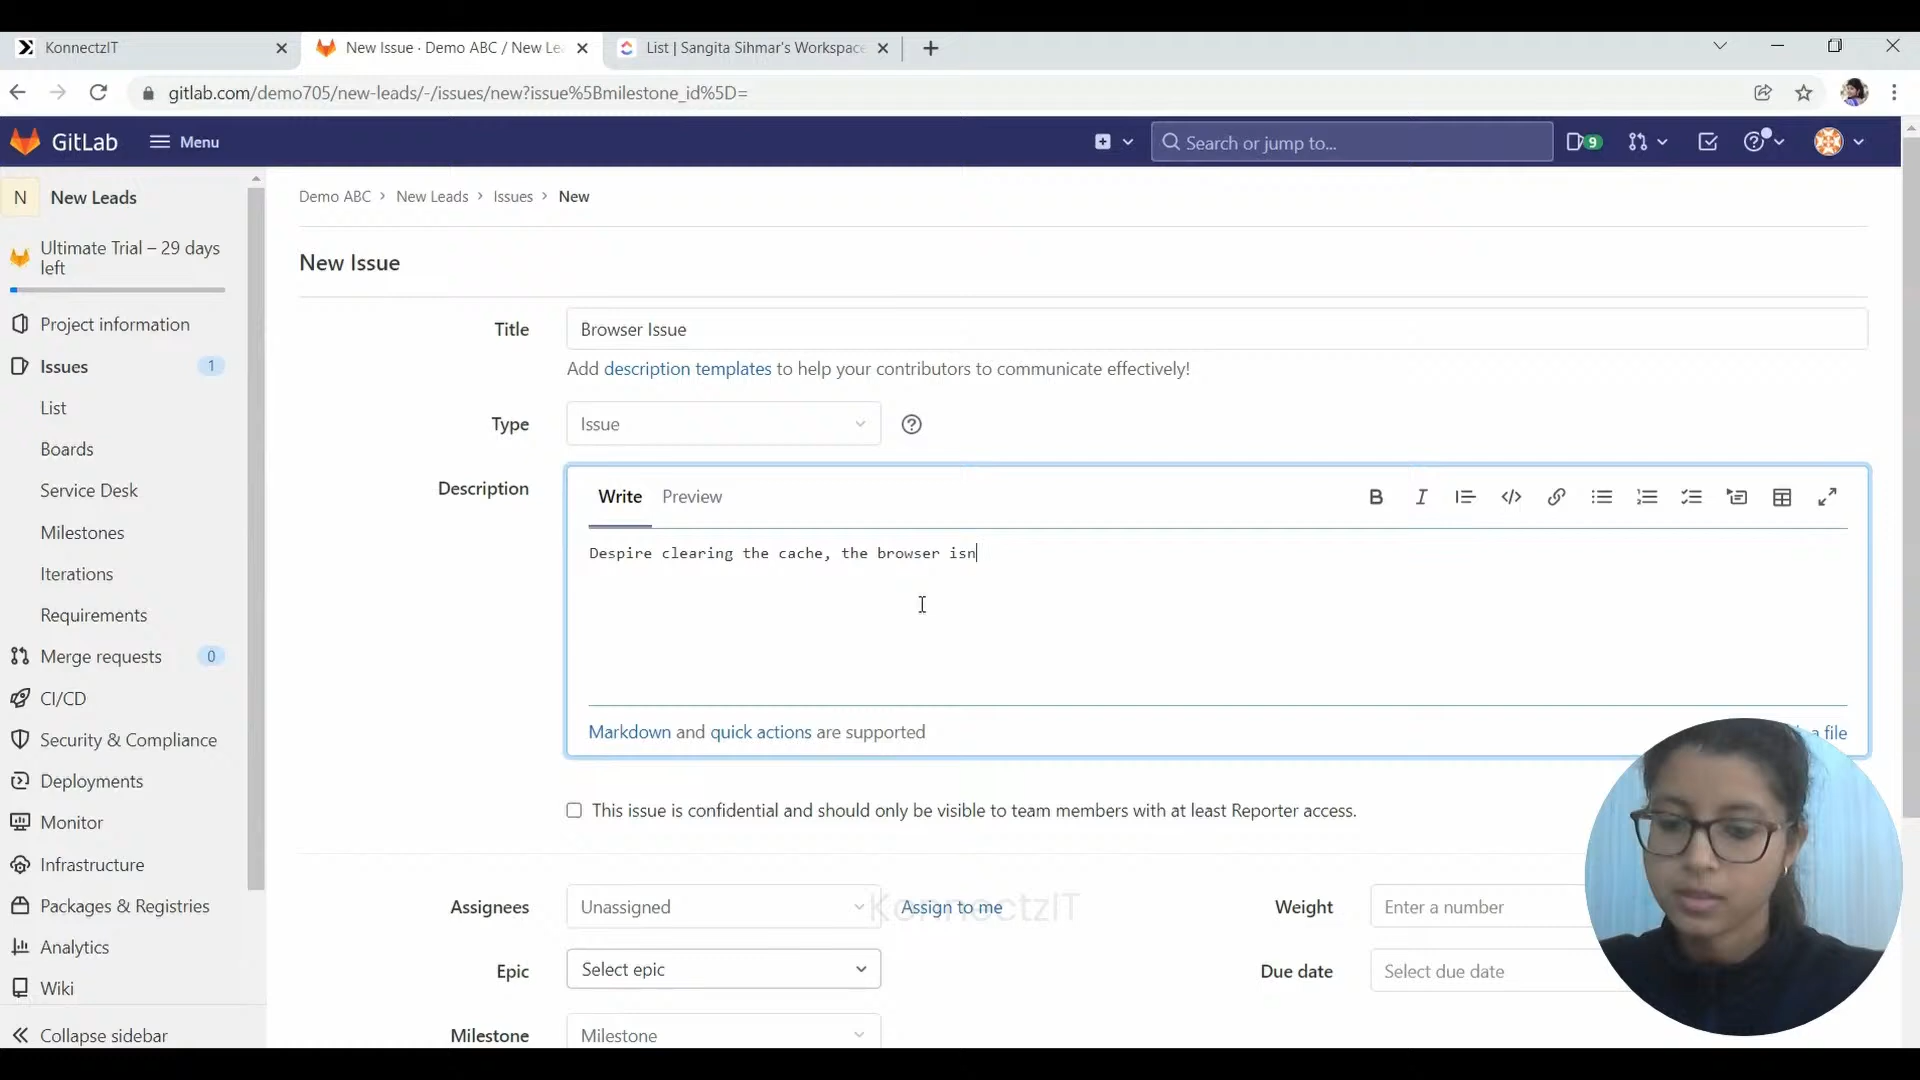 KonnectzIT
New Issue · Demo ABC / New Le
List | Sangita Sihmar's Workspace
gitlab.com/demo705/new-leads/-/issues/new?issue%5Bmilestone_id%5D=
GitLab
Menu
Search or jump to...
9
N
New Leads
Ultimate Trial – 29 days
left
Project information
Issues
1
List
Boards
Service Desk
Milestones
Iterations
Requirements
Merge requests
0
CI/CD
Security & Compliance
Deployments
Monitor
Infrastructure
Packages & Registries
Analytics
Wiki
Collapse sidebar
Demo ABC > New Leads > Issues > New
New Issue
Title
Browser Issue
Add description templates to help your contributors to communicate effectively!
Type
Issue
Description
Write
Preview
Despire clearing the cache, the browser isn
Markdown and quick actions are supported
a file
This issue is confidential and should only be visible to team members with at least Reporter access.
Assignees
Unassigned
Assign to me
KonnectzIT
Weight
Enter a number
Epic
Select epic
Due date
Select due date
Milestone
Milestone